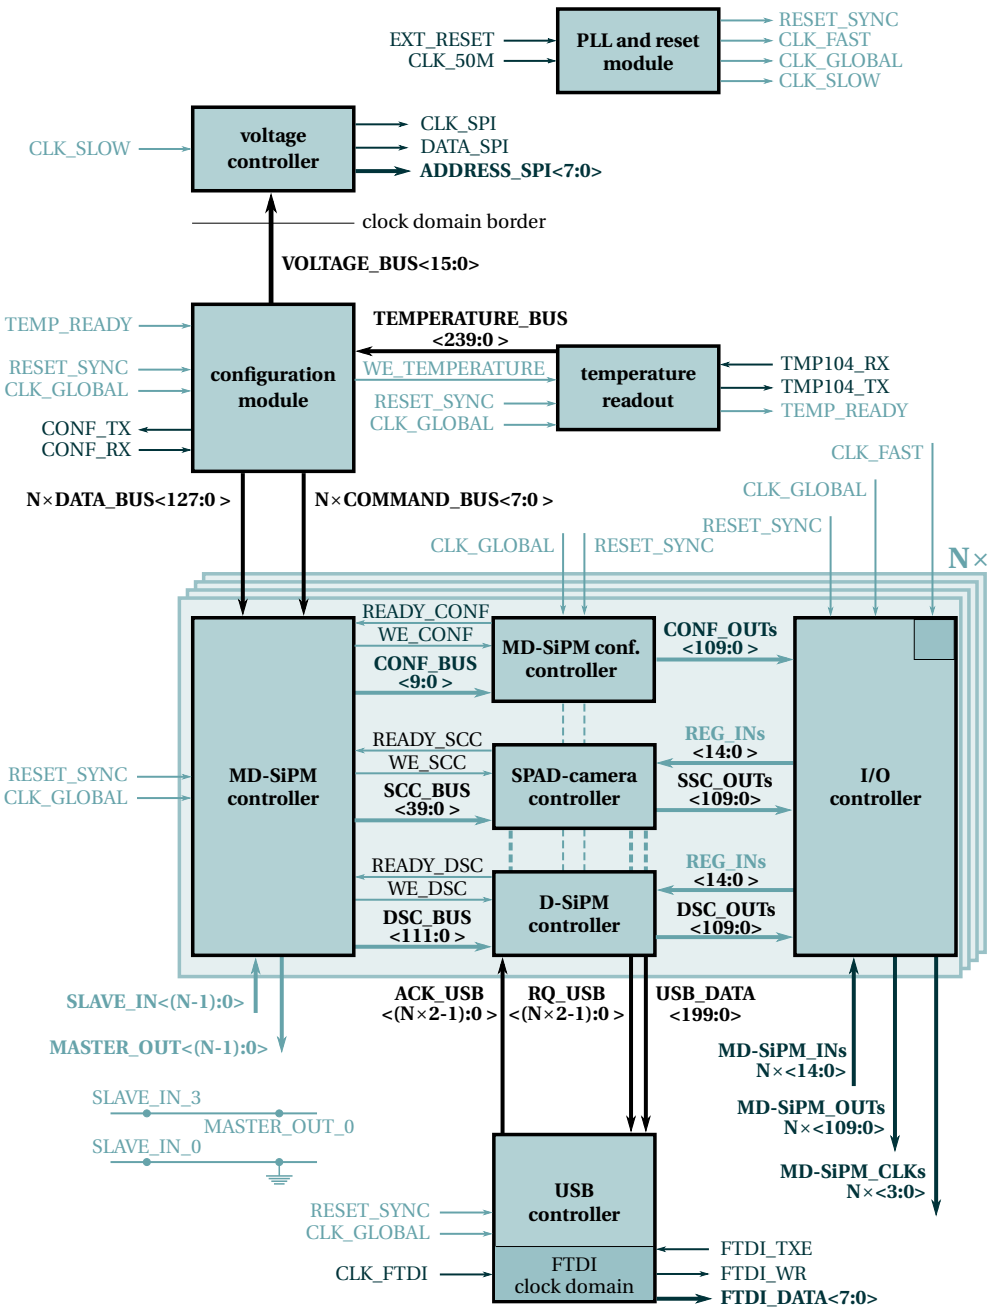 EXT_RESET
CLK_50M
PLL and reset
module
RESET_SYNC
CLK_FAST
CLK_GLOBAL
CLK_SLOW
CLK_SLOW
voltage
controller
CLK_SPI
DATA_SPI
ADDRESS_SPI<7:0>
clock domain border
VOLTAGE_BUS<15:0>
TEMP_READY
RESET_SYNC
CLK_GLOBAL
CONF_TX
CONF_RX
configuration
module
TEMPERATURE_BUS
<239:0 >
WE_TEMPERATURE
RESET_SYNC
CLK_GLOBAL
temperature
readout
TMP104_RX
TMP104_TX
TEMP_READY
N×DATA_BUS<127:0 >
N×COMMAND_BUS<7:0>
CLK_FAST
CLK_GLOBAL
RESET_SYNC
CLK_GLOBAL
RESET_SYNC
N×
READY_CONF
WE_CONF
CONF_BUS
<9:0 >
MD-SiPM conf.
controller
CONF_OUTs
<109:0 >
RESET_SYNC
CLK_GLOBAL
MD-SiPM
controller
READY_SCC
WE_SCC
SCC_BUS
<39:0 >
SPAD-camera
controller
REG_INs
<14:0 >
SSC_OUTs
<109:0>
I/O
controller
READY_DSC
WE_DSC
DSC_BUS
<111:0 >
D-SiPM
controller
REG_INs
<14:0 >
DSC_OUTs
<109:0>
SLAVE_IN<(N-1):0>
MASTER_OUT<(N-1):0>
ACK_USB
<(N×2-1):0 >
RQ_USB
<(N×2-1):0 >
USB_DATA
<199:0>
MD-SiPM_INs
N×<14:0>
MD-SiPM_OUTs
N×<109:0>
MD-SiPM_CLKs
N×<3:0>
SLAVE_IN_3
MASTER_OUT_0
SLAVE_IN_0
RESET_SYNC
CLK_GLOBAL
CLK_FTDI
USB
controller
FTDI
clock domain
FTDI_TXE
FTDI_WR
FTDI_DATA<7:0>